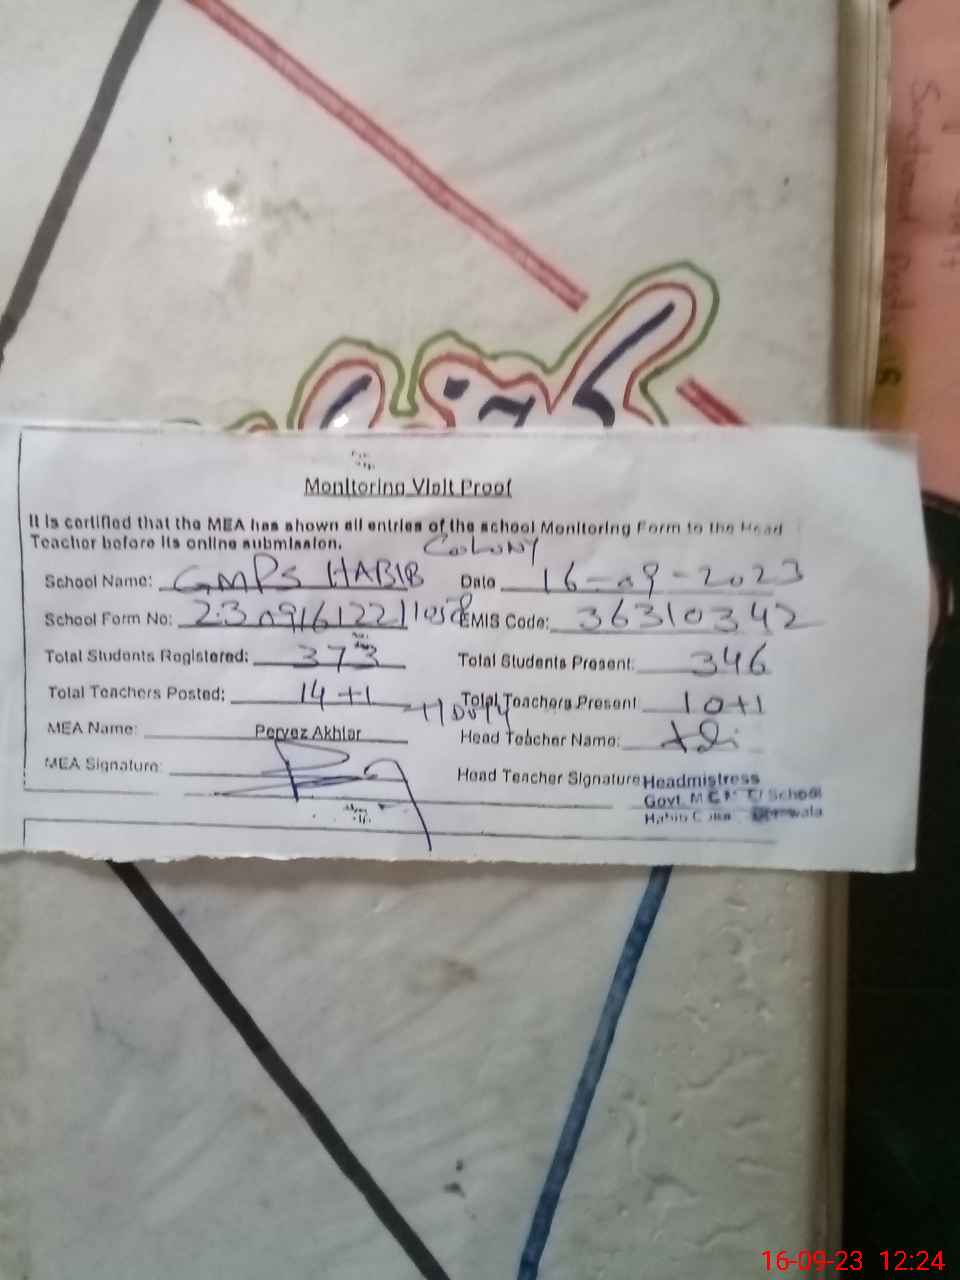 Monitoring Visit Proof
It is certified that the MEA has shown all entries of the school Monitoring Form to the Head
Teacher before its online submission.
School Name: GMPS HABIB COLONY Date 16-09-2023
School Form No: EMIS Code: 36310342
Total Students Registered: 373 Total Students Present: 346
Total Teachers Posted: 14+1 Total Teachers Present 10+1
+1 DUTY
MEA Name: Pervez Akhtar Head Teacher Name:
MEA Signature: Head Teacher Signature
Headmistress
Govt. M School
Habib
16-09-23 12:24